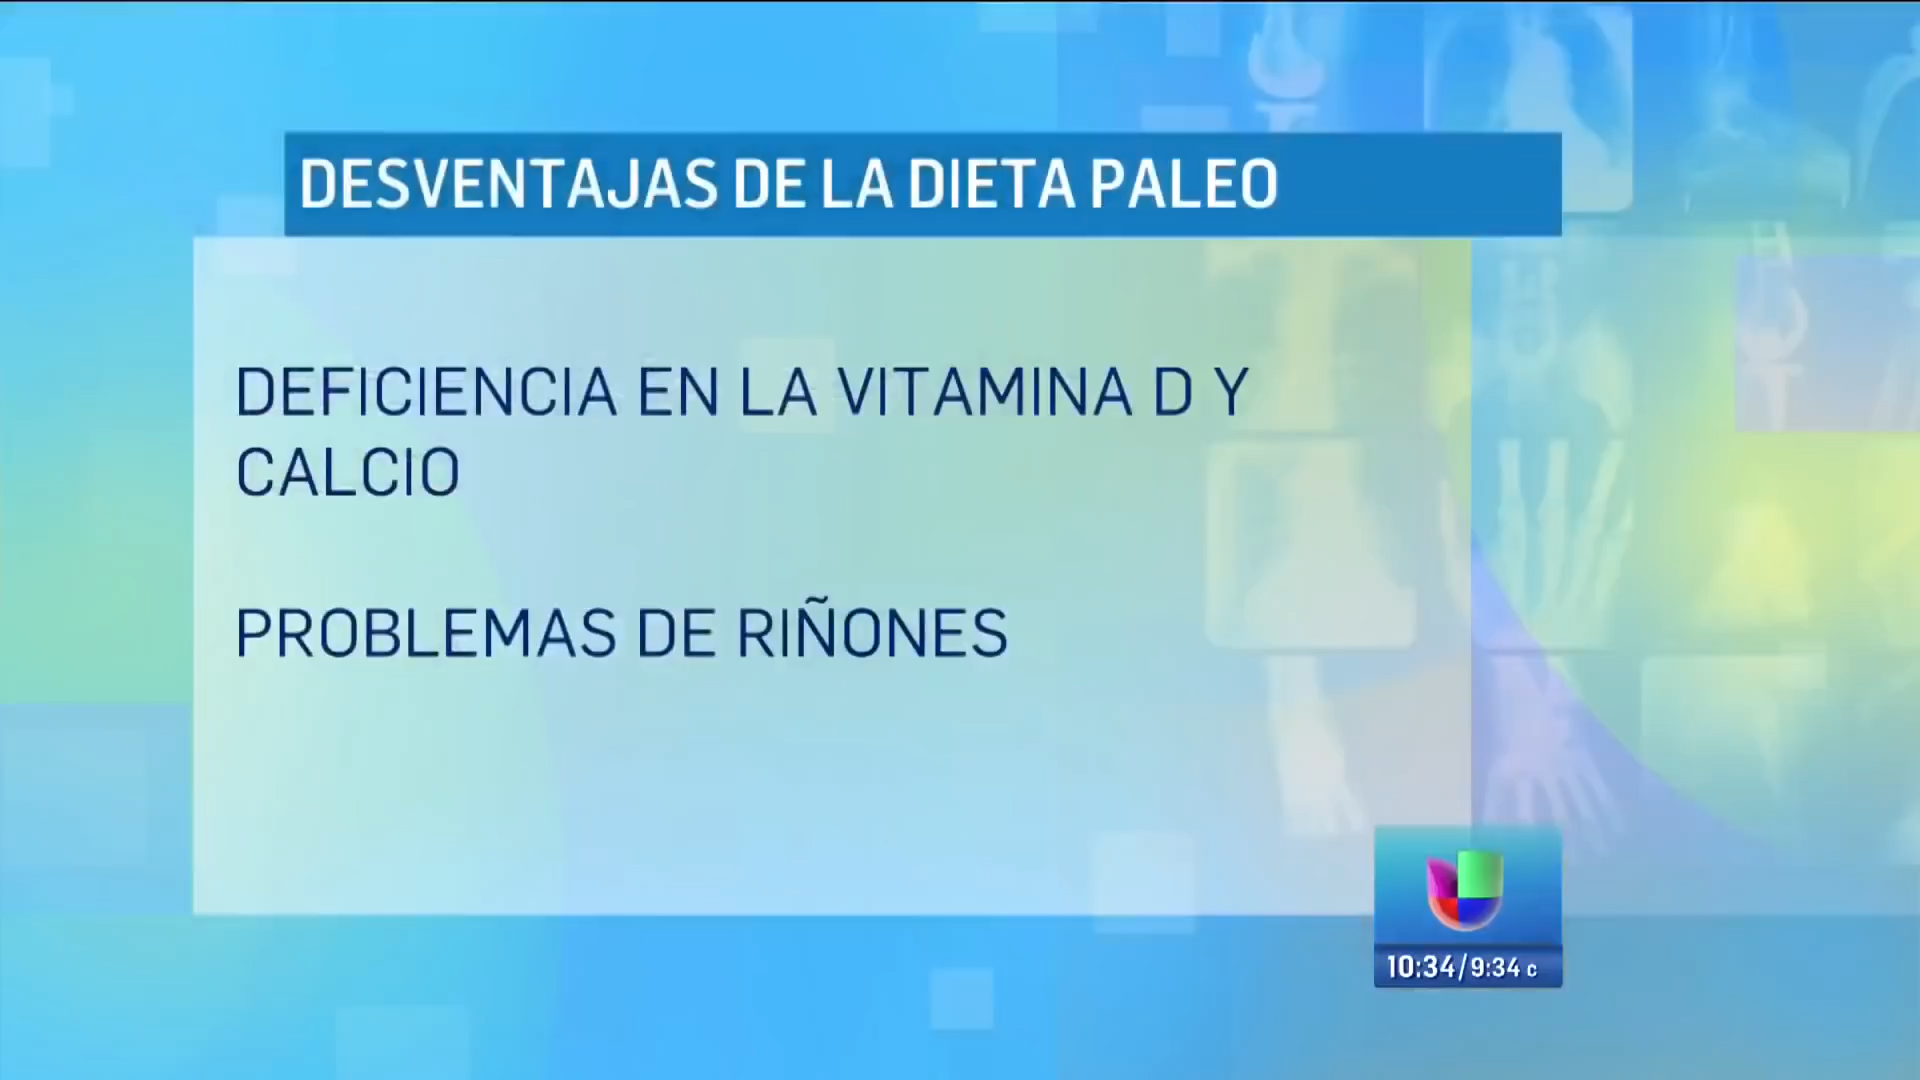 DESVENTAJAS DE LA DIETA PALEO
DEFICIENCIA EN LA VITAMINA D Y
CALCIO
PROBLEMAS DE RIÑONES
10:34/9:34 c